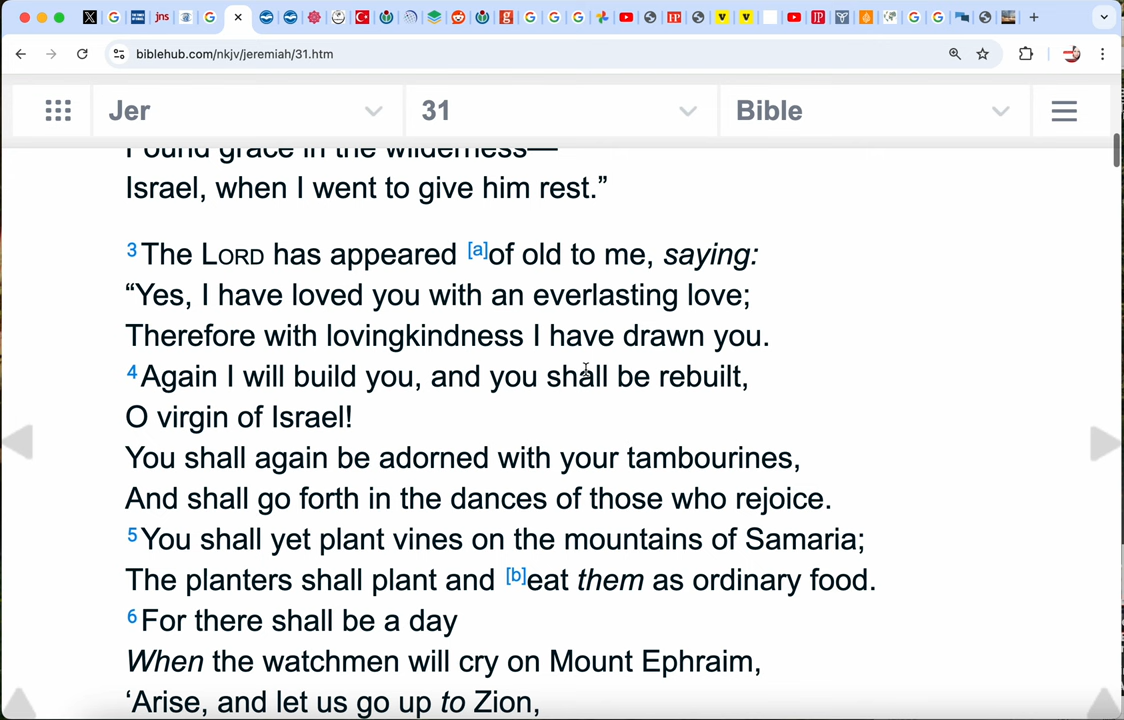 biblehub.com/nkjv/jeremiah/31.htm
Jer
31
Bible
Found grace in the wilderness—
Israel, when I went to give him rest.”
3 The LORD has appeared [a]of old to me, saying:
“Yes, I have loved you with an everlasting love;
Therefore with lovingkindness I have drawn you.
4 Again I will build you, and you shall be rebuilt,
O virgin of Israel!
You shall again be adorned with your tambourines,
And shall go forth in the dances of those who rejoice.
5 You shall yet plant vines on the mountains of Samaria;
The planters shall plant and [b]eat them as ordinary food.
6 For there shall be a day
When the watchmen will cry on Mount Ephraim,
‘Arise, and let us go up to Zion,